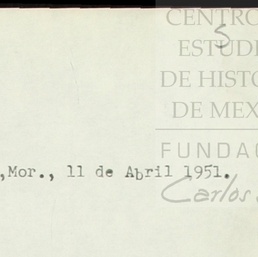 CENTRO
5
ESTUDI
DE HISTO
DE MEX
FUNDAC
Carlos
,Mor., 11 de Abril 1951.